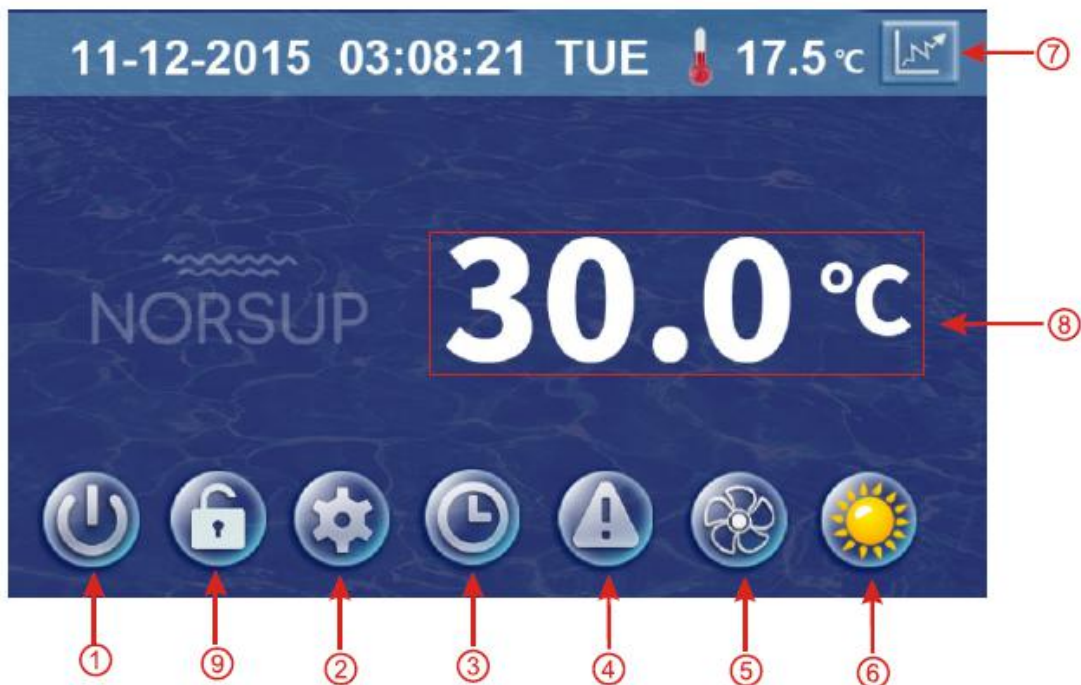 11-12-2015 03:08:21 TUE 17.5 ℃ ⑦
NORSUP 30.0 ℃ ⑧
① ⑨ ② ③ ④ ⑤ ⑥